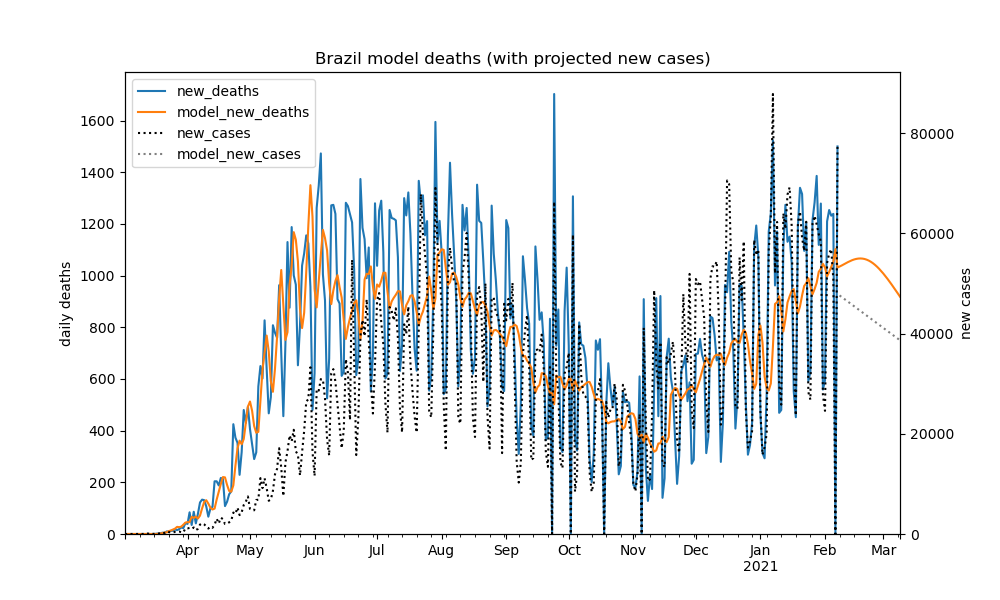 Brazil model deaths (with projected new cases)
new_deaths
model_new_deaths
new_cases
model_new_cases
daily deaths
1600
1400
1200
1000
800
600
400
200
0
new cases
80000
60000
40000
20000
0
Apr May Jun Jul Aug Sep Oct Nov Dec Jan Feb Mar
2021